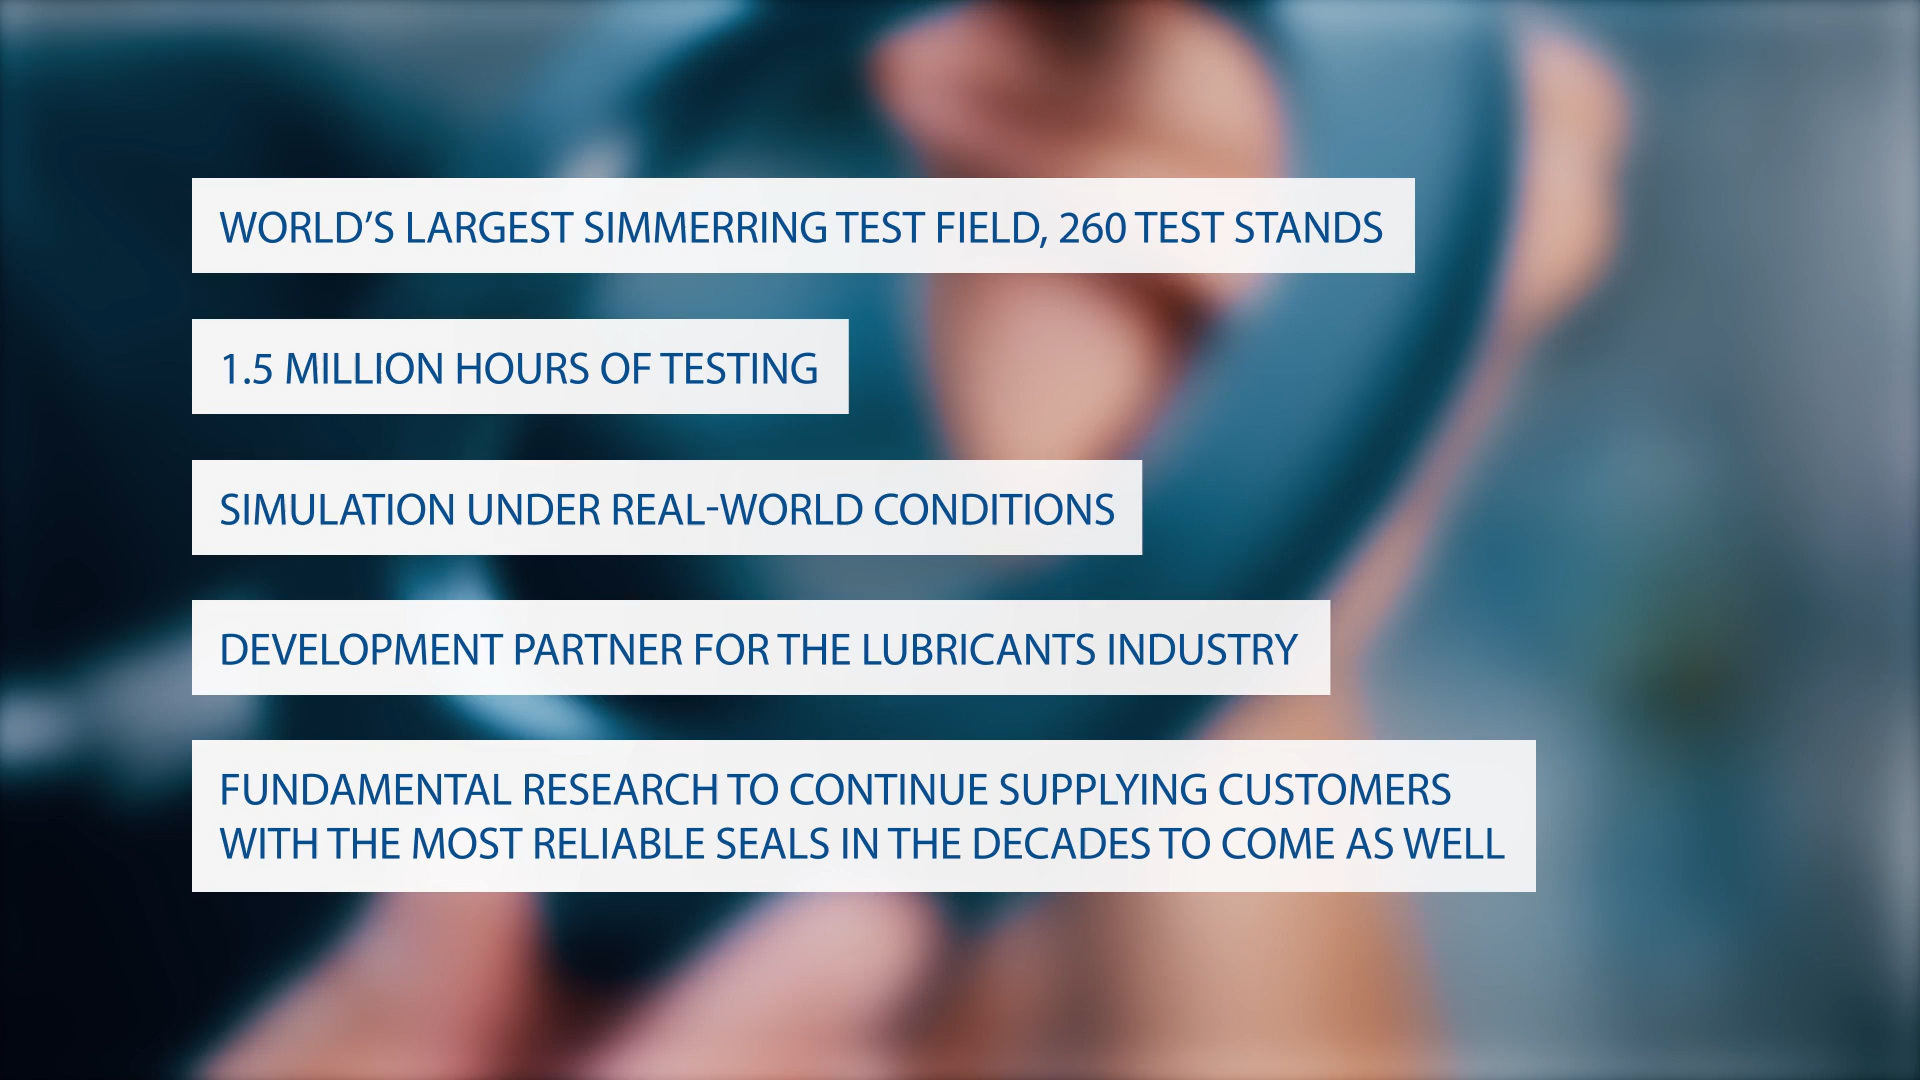 WORLD’S LARGEST SIMMERRING TEST FIELD, 260 TEST STANDS
1.5 MILLION HOURS OF TESTING
SIMULATION UNDER REAL-WORLD CONDITIONS
DEVELOPMENT PARTNER FOR THE LUBRICANTS INDUSTRY
FUNDAMENTAL RESEARCH TO CONTINUE SUPPLYING CUSTOMERS
WITH THE MOST RELIABLE SEALS IN THE DECADES TO COME AS WELL